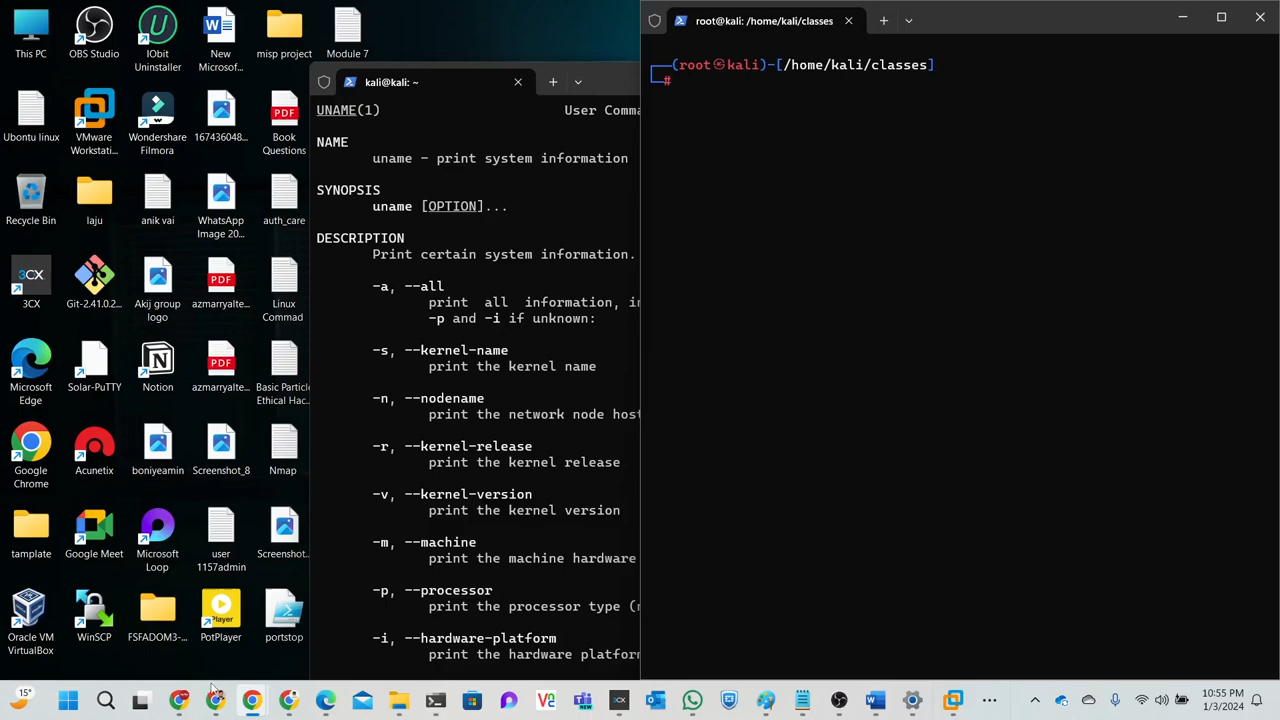 This PC
OBS Studio
IObit
Uninstaller
New
Microsof...
misp project
Module 7
Ubuntu linux
VMware
Workstati...
Wondershare
Filmora
167436048...
Book
Questions
Recycle Bin
laju
anik vai
WhatsApp
Image 20...
auth_care
CX
3CX
Git-2.41.0.2...
Akij group
logo
azmarryalte...
Linux
Commad
Microsoft
Edge
Solar-PuTTY
Notion
azmarryalte...
Basic Particle
Ethical Hac...
Google
Chrome
Acunetix
boniyeamin
Screenshot_8
Nmap
tamplate
Google Meet
Microsoft
Loop
user
1157admin
Screenshot...
Oracle VM
VirtualBox
WinSCP
FSFADOM3-...
Player
PotPlayer
portstop
PDF
PDF
PDF
kali@kali: ~
UNAME(1) User Comma
NAME
uname - print system information
SYNOPSIS
uname [OPTION]...
DESCRIPTION
Print certain system information.
-a, --all
print all information, in
-p and -i if unknown:
-s, --kernel-name
print the kernel name
-n, --nodename
print the network node host
-r, --kernel-release
print the kernel release
-v, --kernel-version
print the kernel version
-m, --machine
print the machine hardware
-p, --processor
print the processor type (n
-i, --hardware-platform
print the hardware platform
root@kali: /home/kali/classes
┌──(root㉿kali)-[/home/kali/classes]
└─#
15°
10:55 PM
1/3/2024